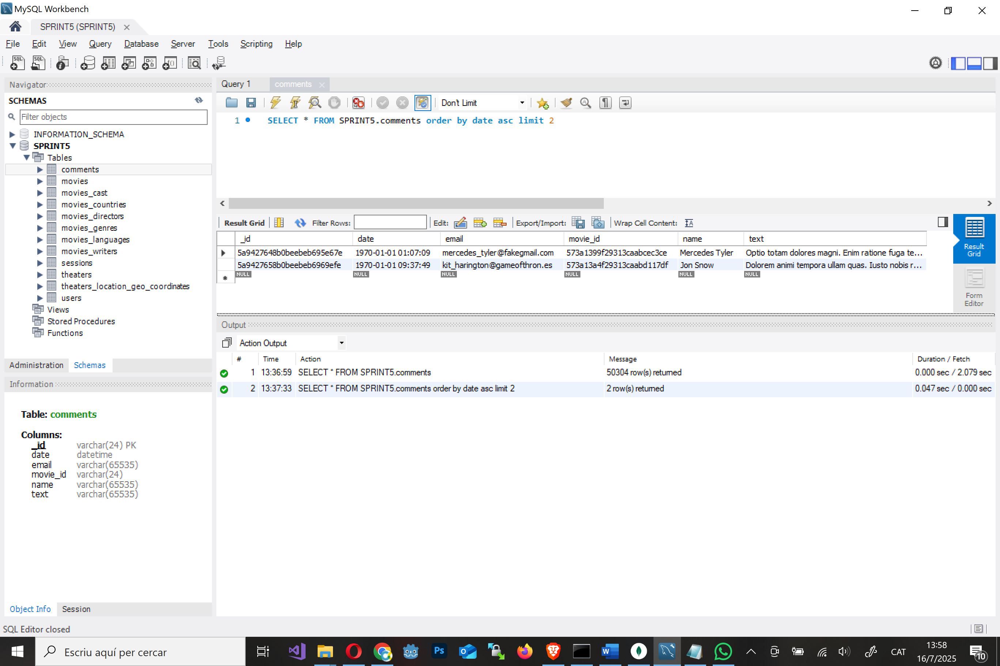 MySQL Workbench
SPRINT5 (SPRINT5)
File Edit View Query Database Server Tools Scripting Help
Navigator
SCHEMAS
Filter objects
INFORMATION_SCHEMA
SPRINT5
Tables
comments
movies
movies_cast
movies_countries
movies_directors
movies_genres
movies_languages
movies_writers
sessions
theaters
theaters_location_geo_coordinates
users
Views
Stored Procedures
Functions
Administration Schemas
Information
Table: comments
Columns:
_id varchar(24) PK
date datetime
email varchar(65535)
movie_id varchar(24)
name varchar(65535)
text varchar(65535)
Object Info Session
Query 1 comments
Don't Limit
1 SELECT * FROM SPRINT5.comments order by date asc limit 2
Result Grid Filter Rows: Edit: Export/Import: Wrap Cell Content:
_id date email movie_id name text
5a9427648b0beebeb695e67e 1970-01-01 01:07:09 mercedes_tyler@fakegmail.com 573a1399f29313caabcec3ce Mercedes Tyler Optio totam dolores magni. Enim ratione fuga te...
5a9427658b0beebeb6969efe 1970-01-01 09:37:49 kit_harington@gameofthron.es 573a13a4f29313caabd117df Jon Snow Dolorem animi tempora ullam quas. Iusto nobis r...
NULL NULL NULL NULL NULL NULL
Result
Grid
Form
Editor
Output
Action Output
# Time Action Message Duration / Fetch
1 13:36:59 SELECT * FROM SPRINT5.comments 50304 row(s) returned 0.000 sec / 2.079 sec
2 13:37:33 SELECT * FROM SPRINT5.comments order by date asc limit 2 2 row(s) returned 0.047 sec / 0.000 sec
SQL Editor closed
Escriu aquí per cercar
Ps
CAT
13:58
16/7/2025
10